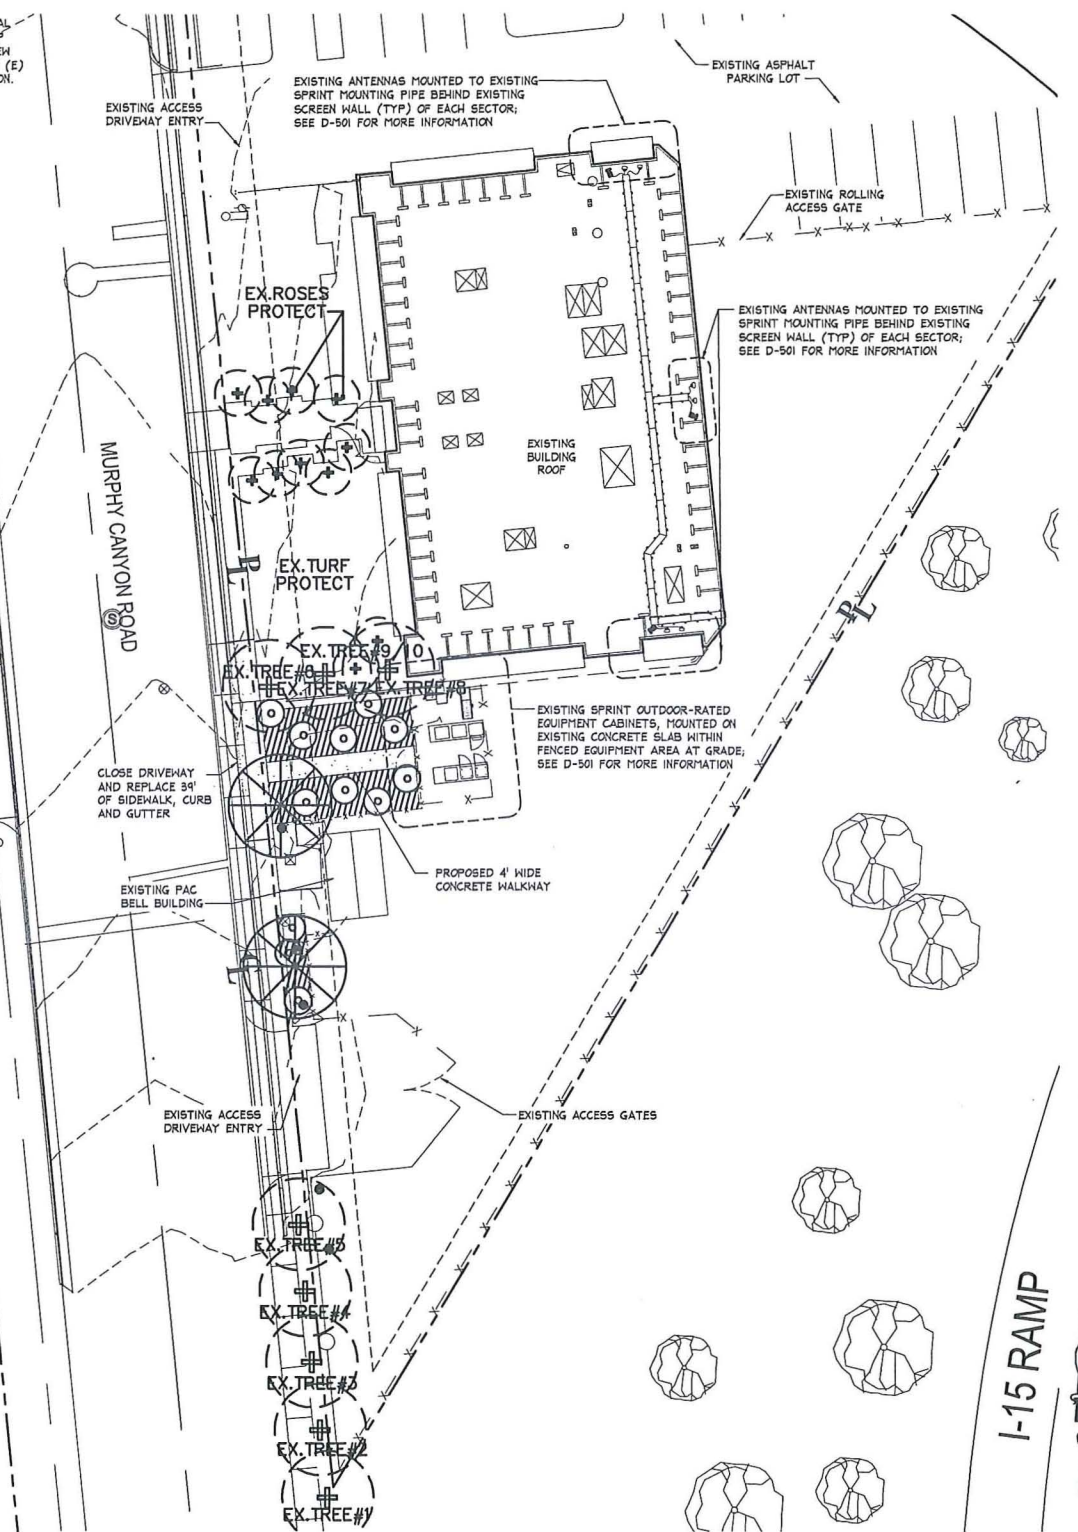 EW
(E)
ON.
EXISTING ASPHALT
PARKING LOT
EXISTING ANTENNAS MOUNTED TO EXISTING
SPRINT MOUNTING PIPE BEHIND EXISTING
SCREEN WALL (TYP) OF EACH SECTOR;
SEE D-501 FOR MORE INFORMATION
EXISTING ACCESS
DRIVEWAY ENTRY
EXISTING ROLLING
ACCESS GATE
EX.ROSES
PROTECT
EXISTING ANTENNAS MOUNTED TO EXISTING
SPRINT MOUNTING PIPE BEHIND EXISTING
SCREEN WALL (TYP) OF EACH SECTOR;
SEE D-501 FOR MORE INFORMATION
EXISTING
BUILDING
ROOF
MURPHY CANYON ROAD
S
PL
EX.TURF
PROTECT
PL
EX.TREE#9/10
EX.TREE#6
EX.TREE#7
EX.TREE#8
EXISTING SPRINT OUTDOOR-RATED
EQUIPMENT CABINETS, MOUNTED ON
EXISTING CONCRETE SLAB WITHIN
FENCED EQUIPMENT AREA AT GRADE;
SEE D-501 FOR MORE INFORMATION
CLOSE DRIVEWAY
AND REPLACE 39'
OF SIDEWALK, CURB
AND GUTTER
PROPOSED 4' WIDE
CONCRETE WALKWAY
EXISTING PAC
BELL BUILDING
EXISTING ACCESS
DRIVEWAY ENTRY
EXISTING ACCESS GATES
EX.TREE#5
EX.TREE#4
EX.TREE#3
EX.TREE#2
EX.TREE#1
I-15 RAMP